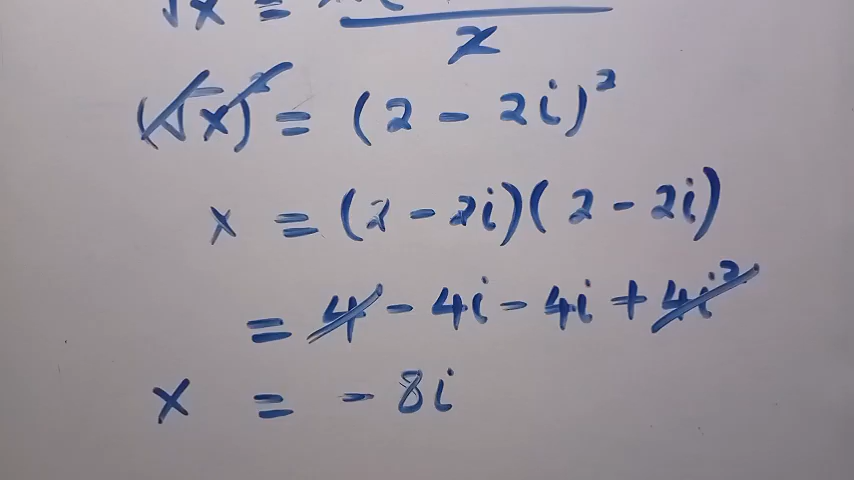 √x =
x
(√x)² = (2 - 2i)²
x = (2 - 2i)(2 - 2i)
= 4 - 4i - 4i + 4i²
x = - 8i